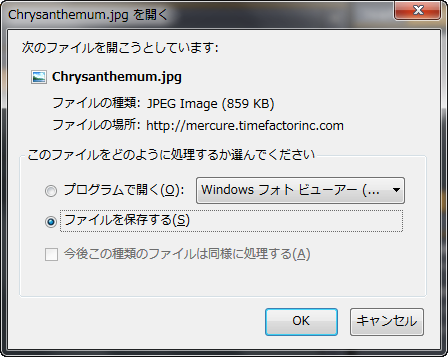 Chrysanthemum.jpg を開く
次のファイルを開こうとしています:
Chrysanthemum.jpg
ファイルの種類: JPEG Image (859 KB)
ファイルの場所: http://mercure.timefactorinc.com
このファイルをどのように処理するか選んでください
プログラムで開く(O): Windows フォト ビューアー (...
ファイルを保存する(S)
今後この種類のファイルは同様に処理する(A)
OK キャンセル